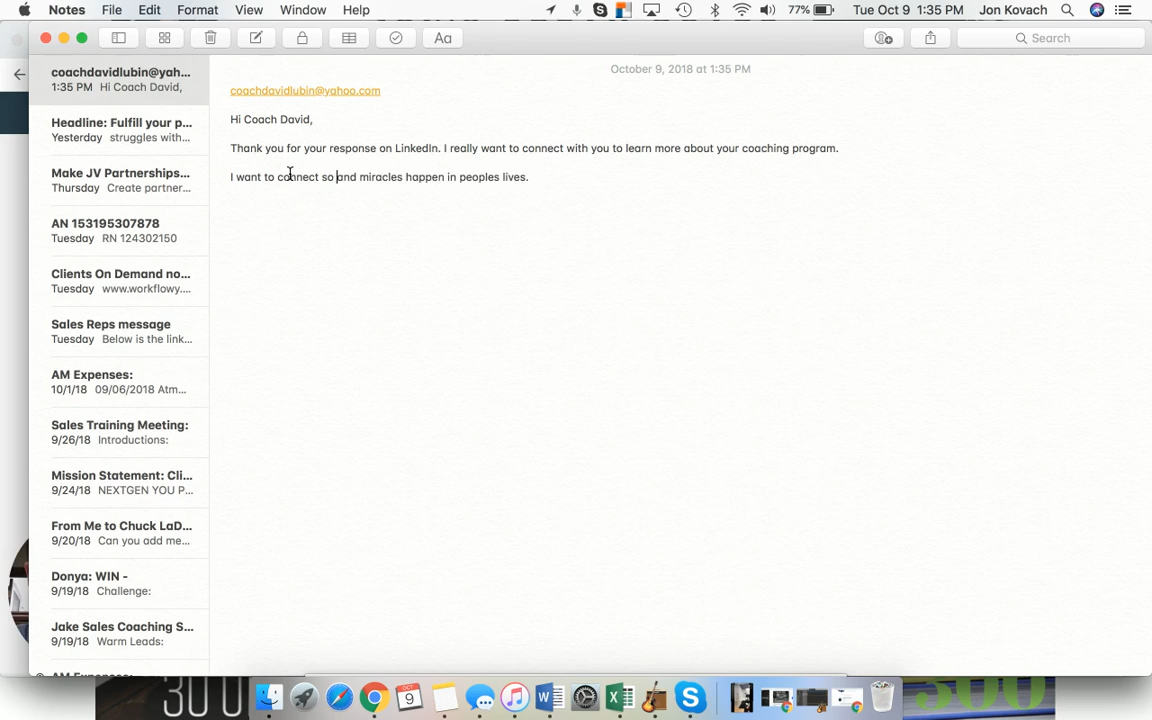 Notes File Edit Format View Window Help 77% Tue Oct 9 1:35 PM Jon Kovach
Aa Search
coachdavidlubin@yah...
1:35 PM Hi Coach David,
Headline: Fulfill your p...
Yesterday struggles with...
Make JV Partnerships...
Thursday Create partner...
AN 153195307878
Tuesday RN 124302150
Clients On Demand no...
Tuesday www.workflowy....
Sales Reps message
Tuesday Below is the link...
AM Expenses:
10/1/18 09/06/2018 Atm...
Sales Training Meeting:
9/26/18 Introductions:
Mission Statement: Cli...
9/24/18 NEXTGEN YOU P...
From Me to Chuck LaD...
9/20/18 Can you add me...
Donya: WIN -
9/19/18 Challenge:
Jake Sales Coaching S...
9/19/18 Warm Leads:
AM Expenses:
October 9, 2018 at 1:35 PM
coachdavidlubin@yahoo.com
Hi Coach David,
Thank you for your response on LinkedIn. I really want to connect with you to learn more about your coaching program.
I want to connect so and miracles happen in peoples lives.
300
OCT
9
300